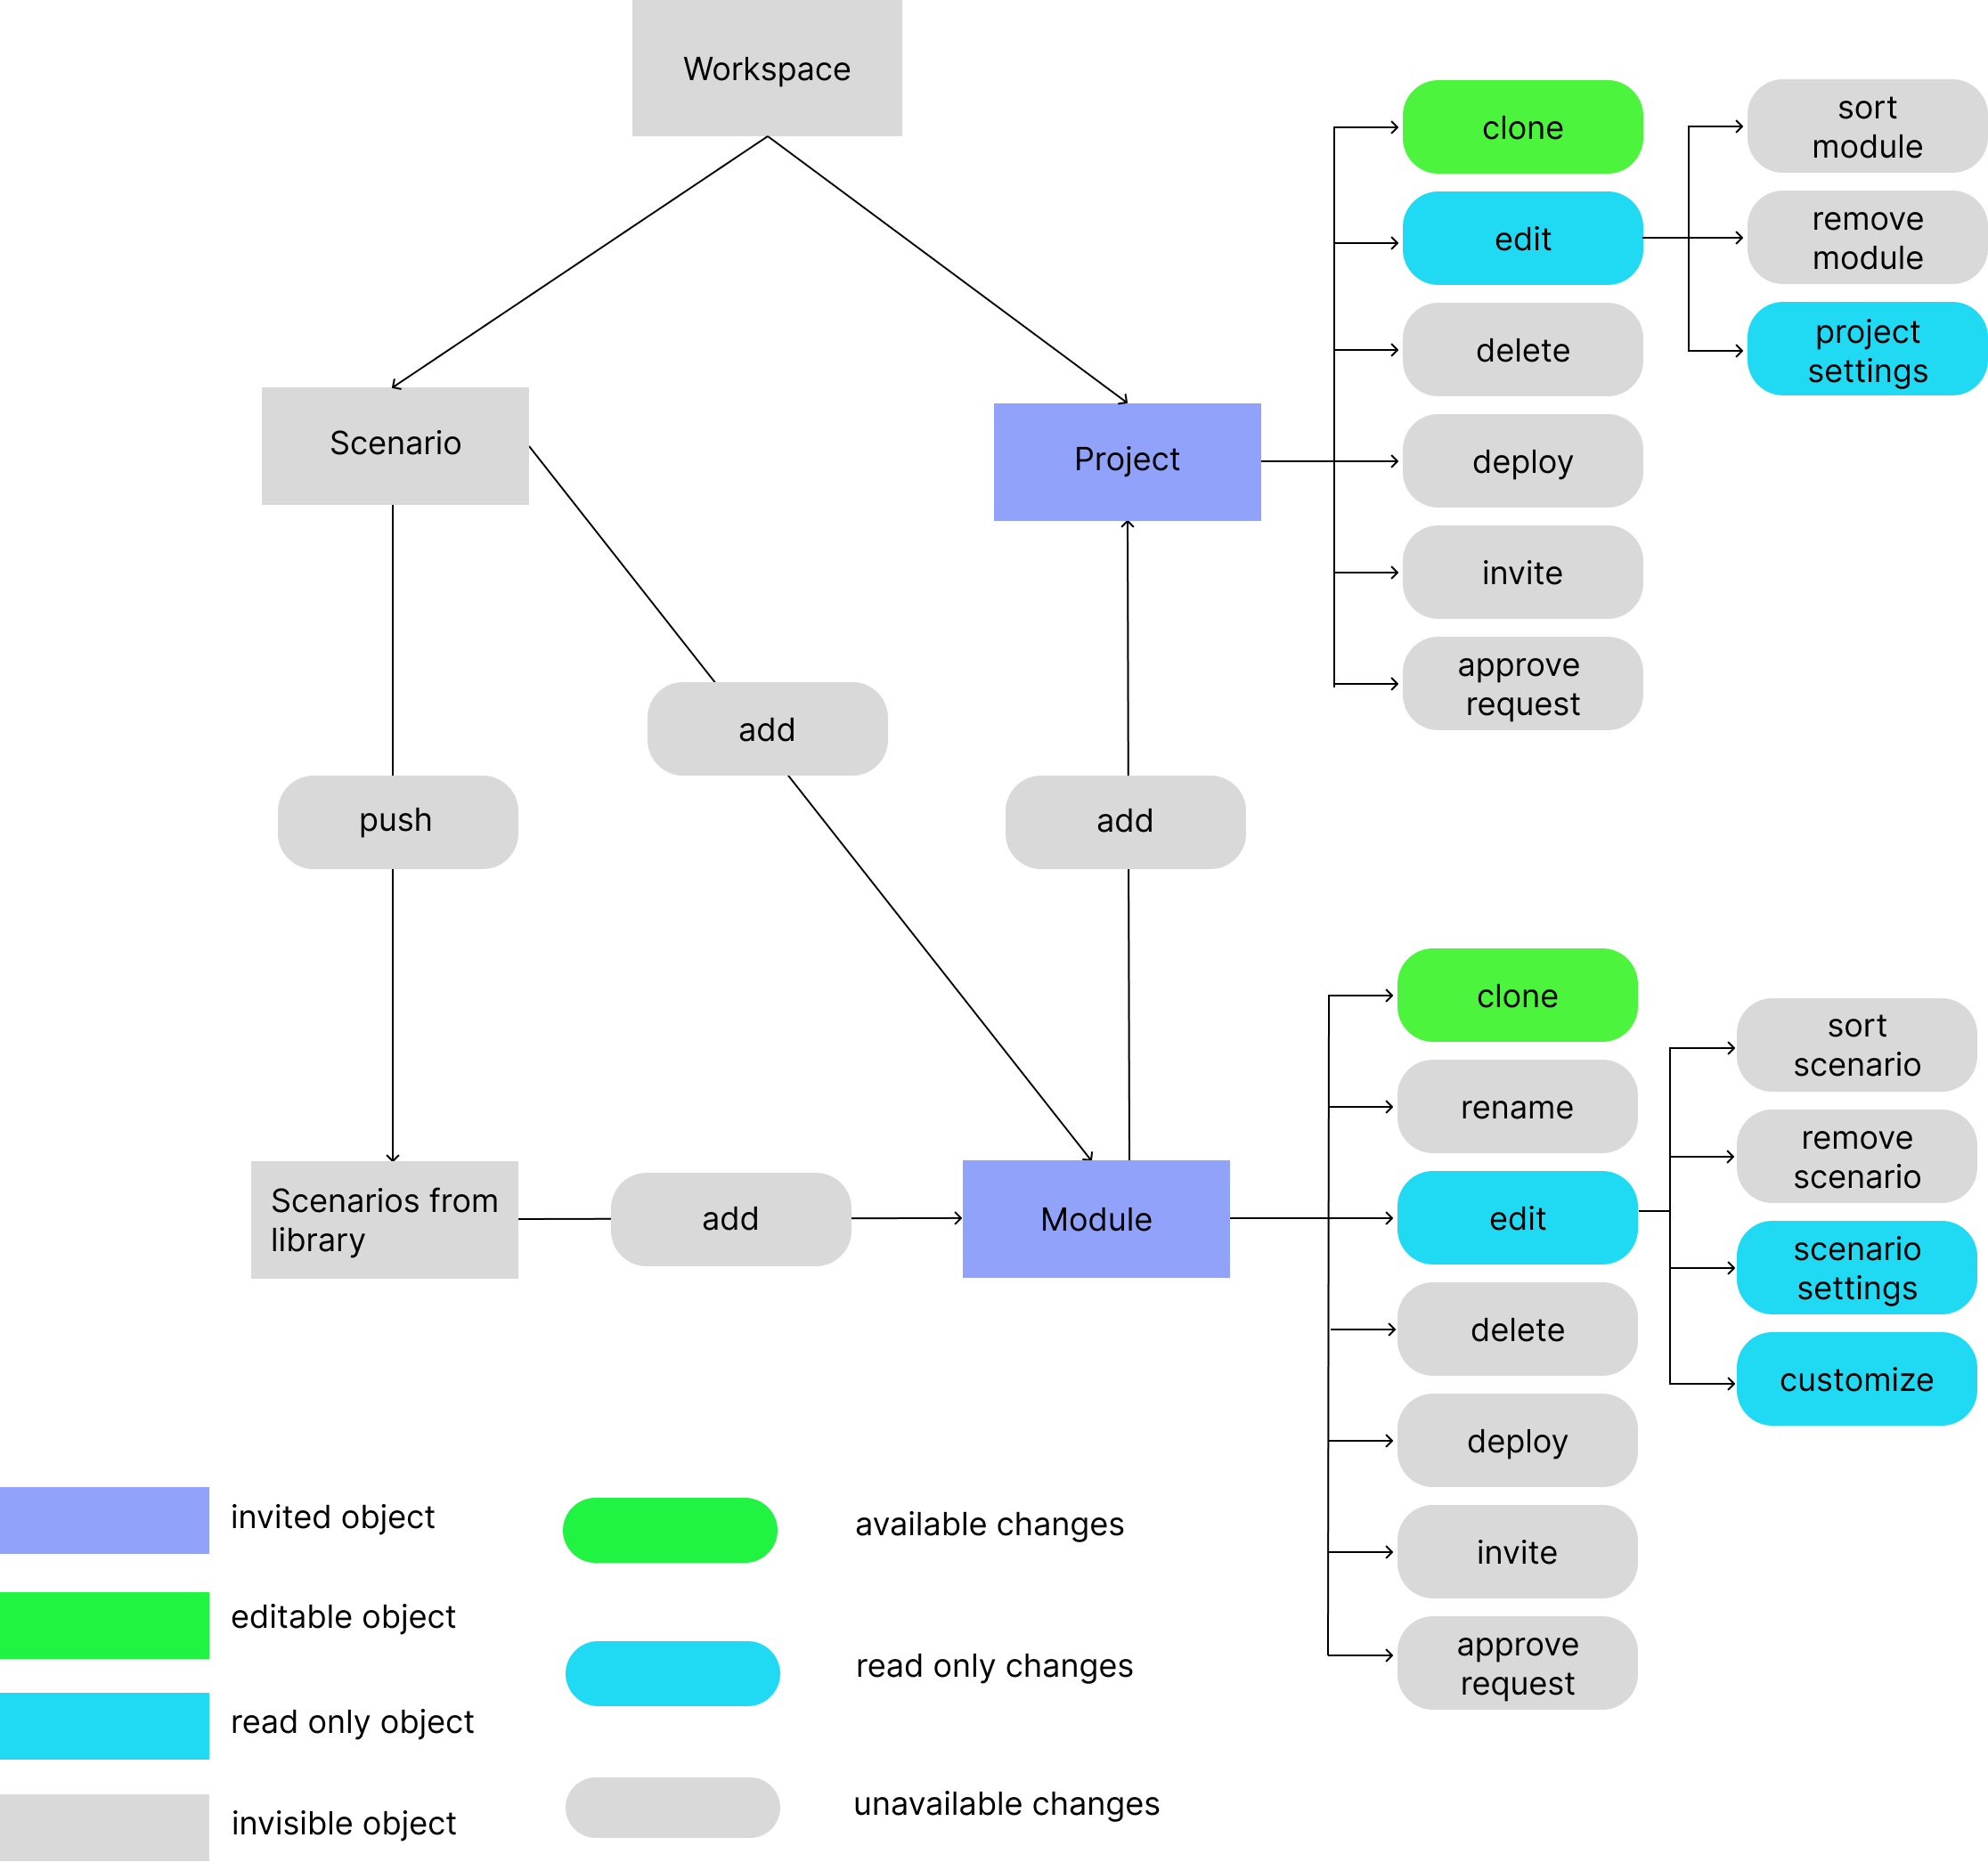 Workspace
Scenario
Project
clone
edit
delete
deploy
invite
approve
request
sort
module
remove
module
project
settings
add
push
add
Scenarios from
library
add
Module
clone
rename
edit
delete
deploy
invite
approve
request
sort
scenario
remove
scenario
scenario
settings
customize
invited object
editable object
read only object
invisible object
available changes
read only changes
unavailable changes